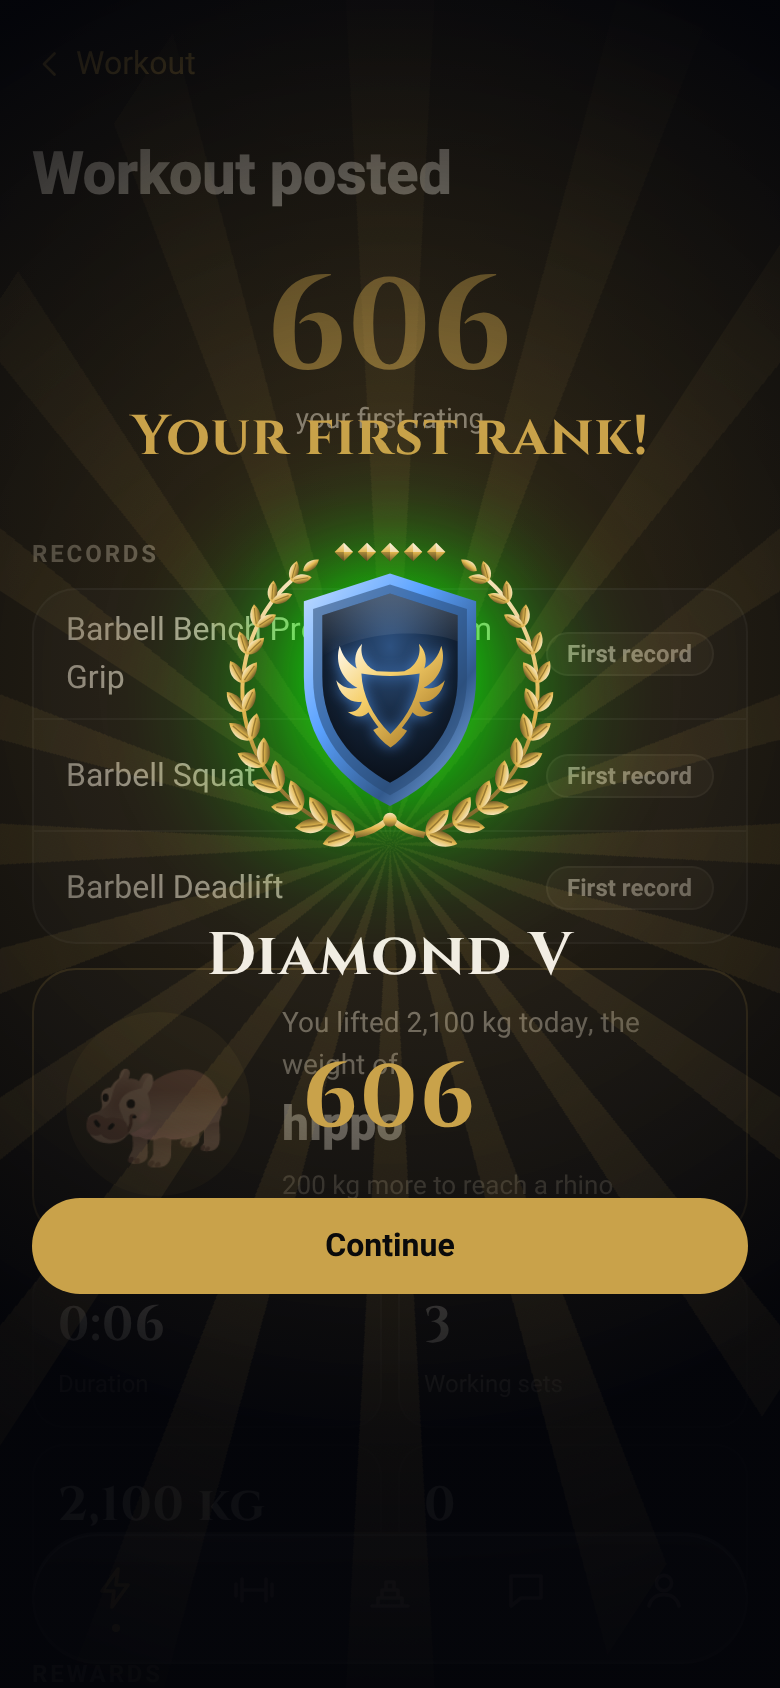 Workout
Workout posted
606
your first rating
Your first rank!
RECORDS
Barbell Bench
Grip
First record
Barbell Squat
First record
Barbell Deadlift
First record
Diamond V
You lifted 2,100 kg today, the
weight of
606
hippo
200 kg more to reach a rhino
Continue
0:06
3
Duration
Working sets
2,100 KG
0
REWARDS